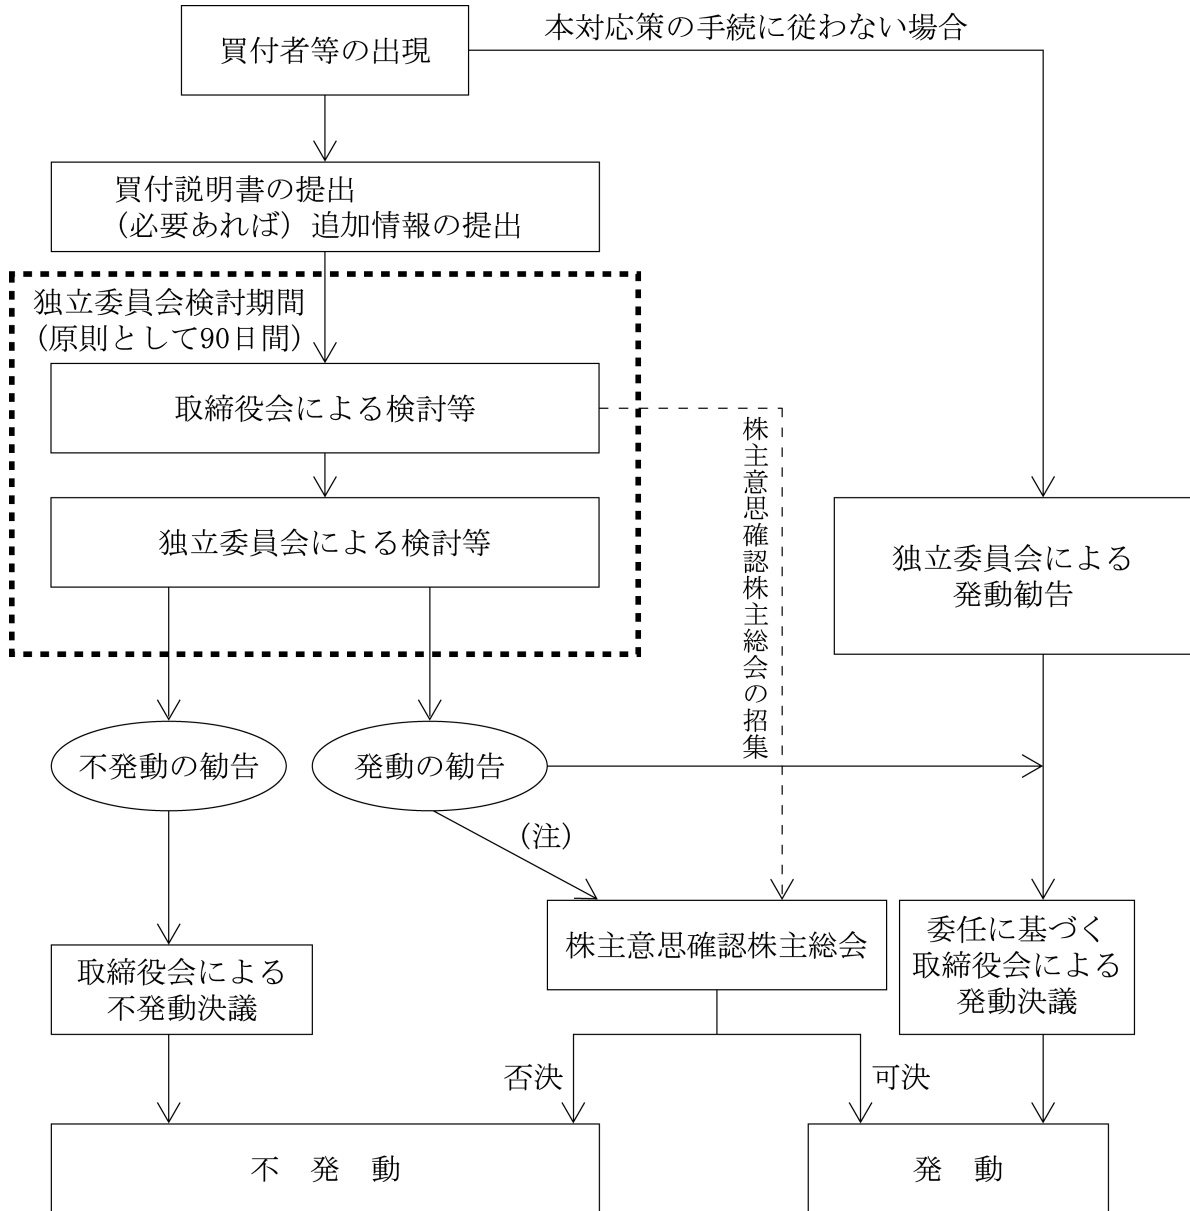 買付者等の出現
本対応策の手続に従わない場合
買付説明書の提出
（必要あれば）追加情報の提出
独立委員会検討期間
（原則として90日間）
取締役会による検討等
株主意思確認株主総会の招集
独立委員会による検討等
独立委員会による
発動勧告
不発動の勧告
発動の勧告
（注）
取締役会による
不発動決議
株主意思確認株主総会
委任に基づく
取締役会による
発動決議
否決
可決
不　発　動
発　動